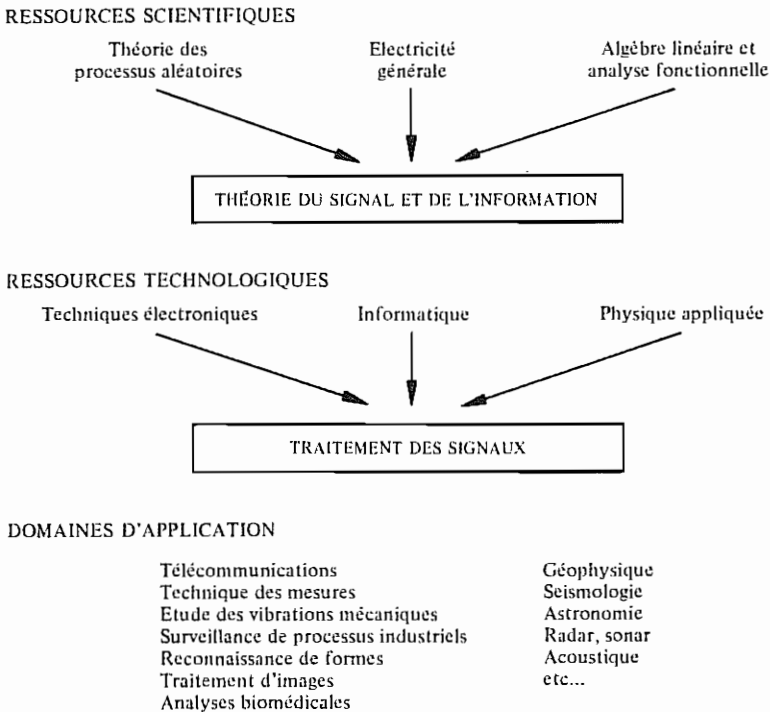 RESSOURCES SCIENTIFIQUES
Théorie des processus aléatoires
Electricité générale
Algèbre linéaire et analyse fonctionnelle
THÉORIE DU SIGNAL ET DE L'INFORMATION
RESSOURCES TECHNOLOGIQUES
Techniques électroniques
Informatique
Physique appliquée
TRAITEMENT DES SIGNAUX
DOMAINES D'APPLICATION
Télécommunications
Technique des mesures
Etude des vibrations mécaniques
Surveillance de processus industriels
Reconnaissance de formes
Traitement d'images
Analyses biomédicales
Géophysique
Seismologie
Astronomie
Radar, sonar
Acoustique
etc...